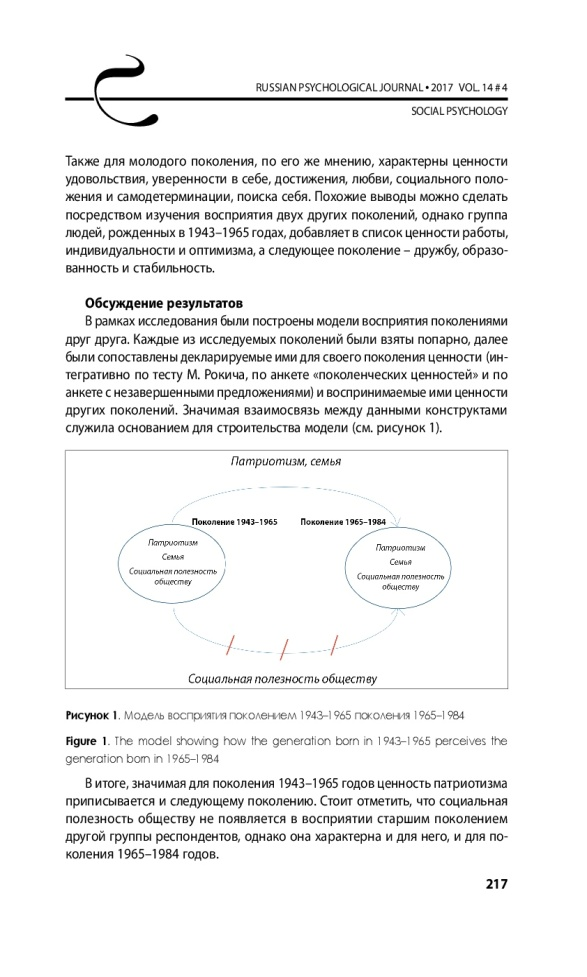 RUSSIAN PSYCHOLOGICAL JOURNAL • 2017 VOL. 14 # 4
SOCIAL PSYCHOLOGY
Также для молодого поколения, по его же мнению, характерны ценности
удовольствия, уверенности в себе, достижения, любви, социального поло-
жения и самодетерминации, поиска себя. Похожие выводы можно сделать
посредством изучения восприятия двух других поколений, однако группа
людей, рожденных в 1943–1965 годах, добавляет в список ценности работы,
индивидуальности и оптимизма, а следующее поколение – дружбу, образо-
ванность и стабильность.
Обсуждение результатов
В рамках исследования были построены модели восприятия поколениями
друг друга. Каждые из исследуемых поколений были взяты попарно, далее
были сопоставлены декларируемые ими для своего поколения ценности (ин-
тегративно по тесту М. Рокича, по анкете «поколенческих ценностей» и по
анкете с незавершенными предложениями) и воспринимаемые ими ценности
других поколений. Значимая взаимосвязь между данными конструктами
служила основанием для строительства модели (см. рисунок 1).
Патриотизм, семья
Поколение 1943–1965
Поколение 1965–1984
Патриотизм
Семья
Социальная полезность
обществу
Патриотизм
Семья
Социальная полезность
обществу
Социальная полезность обществу
Рисунок 1. Модель восприятия поколением 1943–1965 поколения 1965–1984
Figure 1. The model showing how the generation born in 1943–1965 perceives the
generation born in 1965–1984
В итоге, значимая для поколения 1943–1965 годов ценность патриотизма
приписывается и следующему поколению. Стоит отметить, что социальная
полезность обществу не появляется в восприятии старшим поколением
другой группы респондентов, однако она характерна и для него, и для по-
коления 1965–1984 годов.
217